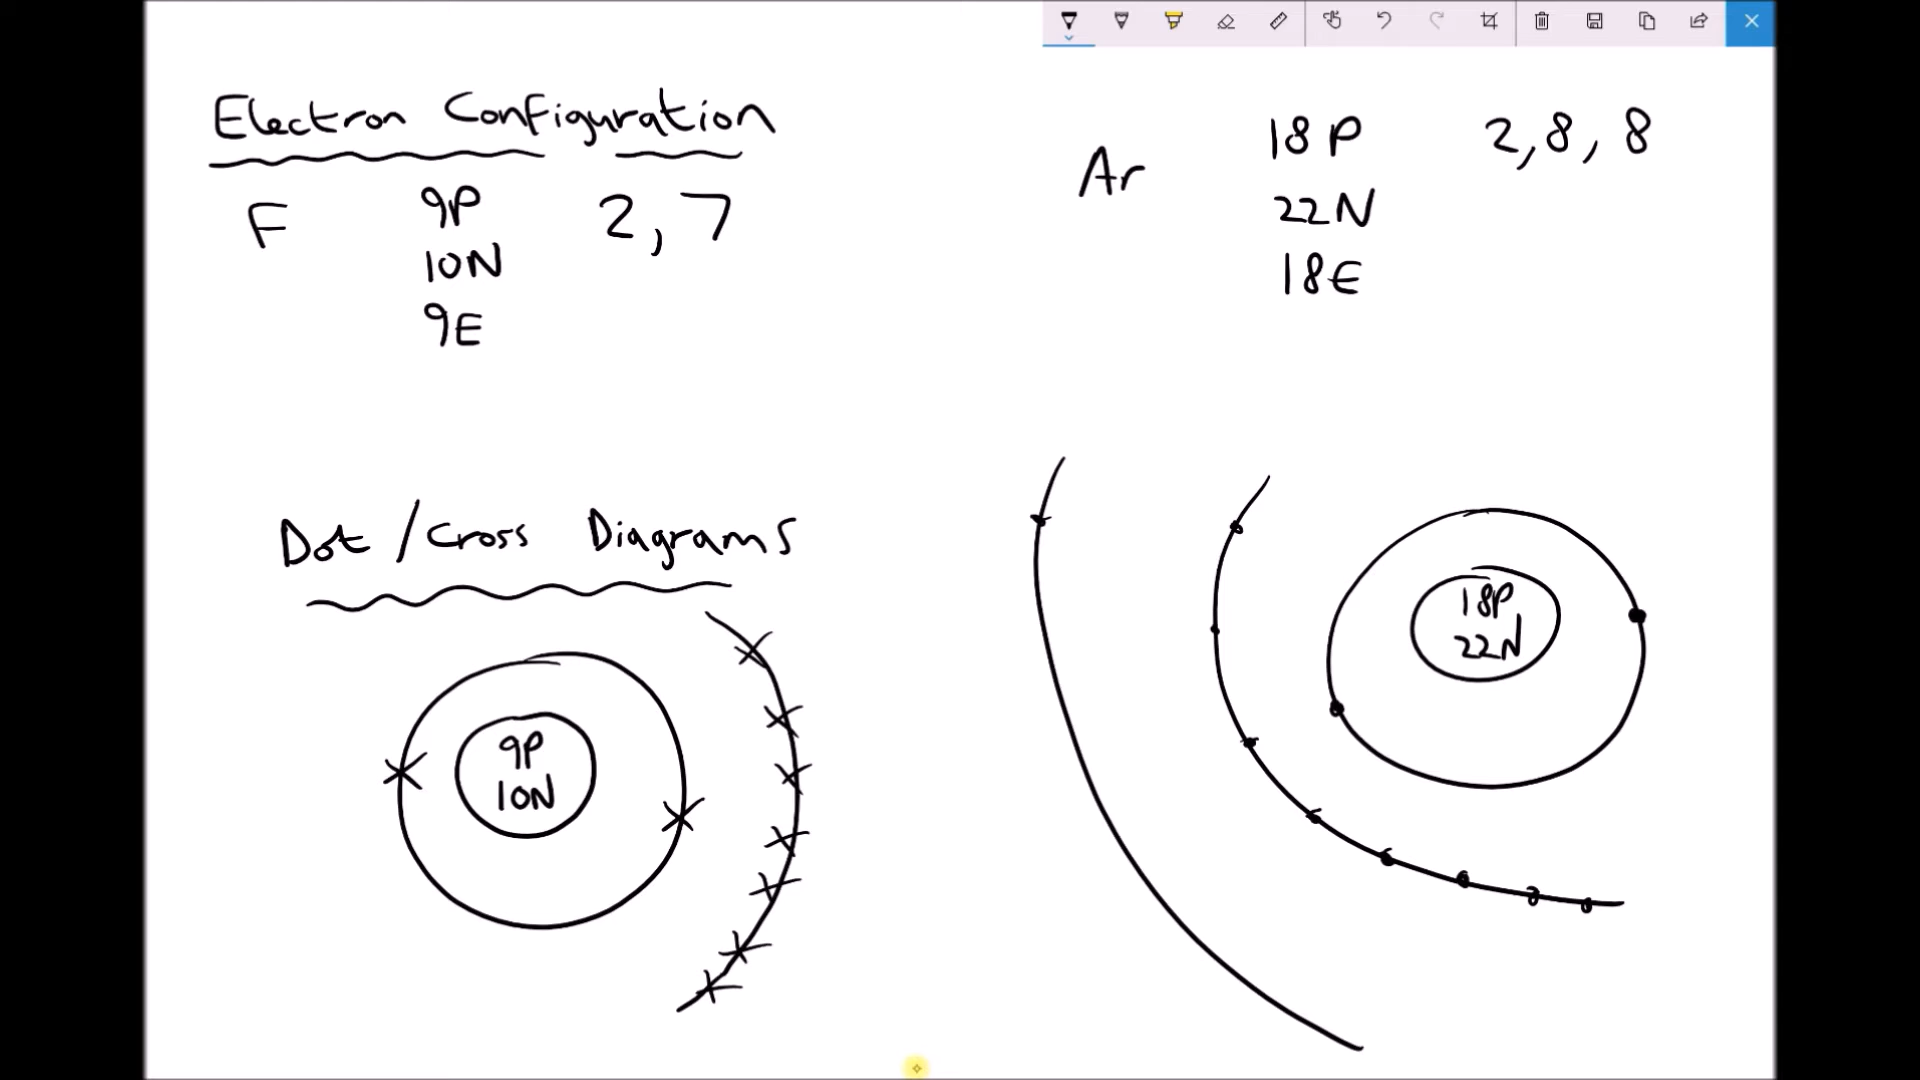 Electron Configuration
F
9P
10N
9E
2, 7
Ar
18P
22N
18E
2, 8, 8
Dot / Cross Diagrams
9P
10N
18P
22N